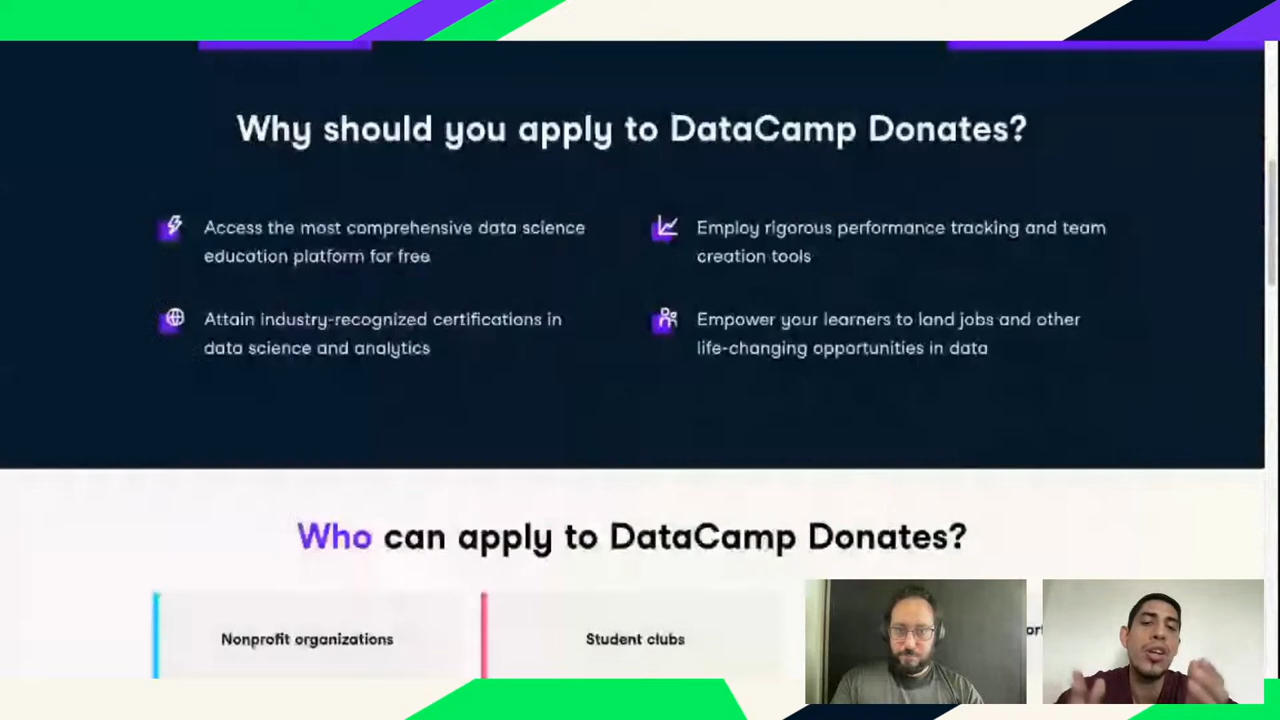 Why should you apply to DataCamp Donates?
Access the most comprehensive data science
education platform for free
Employ rigorous performance tracking and team
creation tools
Attain industry-recognized certifications in
data science and analytics
Empower your learners to land jobs and other
life-changing opportunities in data
Who can apply to DataCamp Donates?
Nonprofit organizations
Student clubs